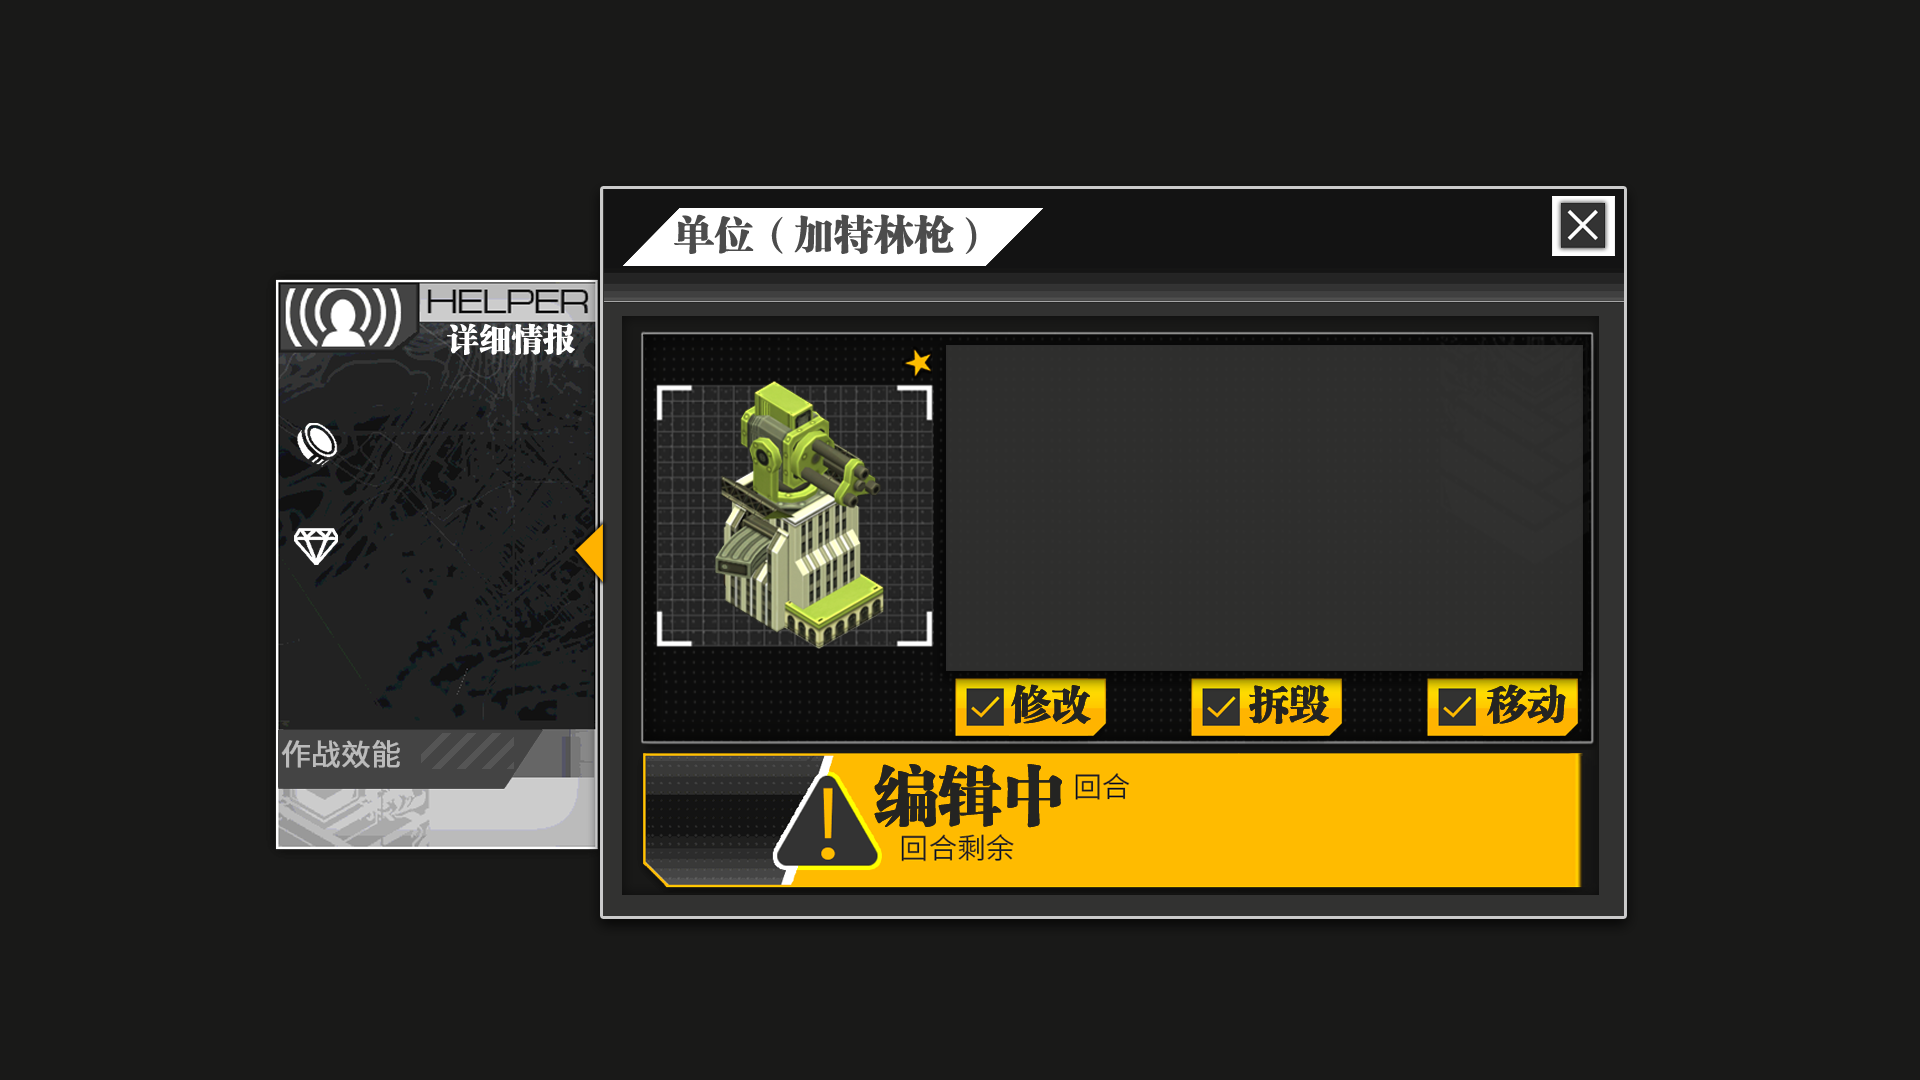 单位（加特林枪）
HELPER
详细情报
作战效能
修改
拆毁
移动
编辑中 回合
回合剩余